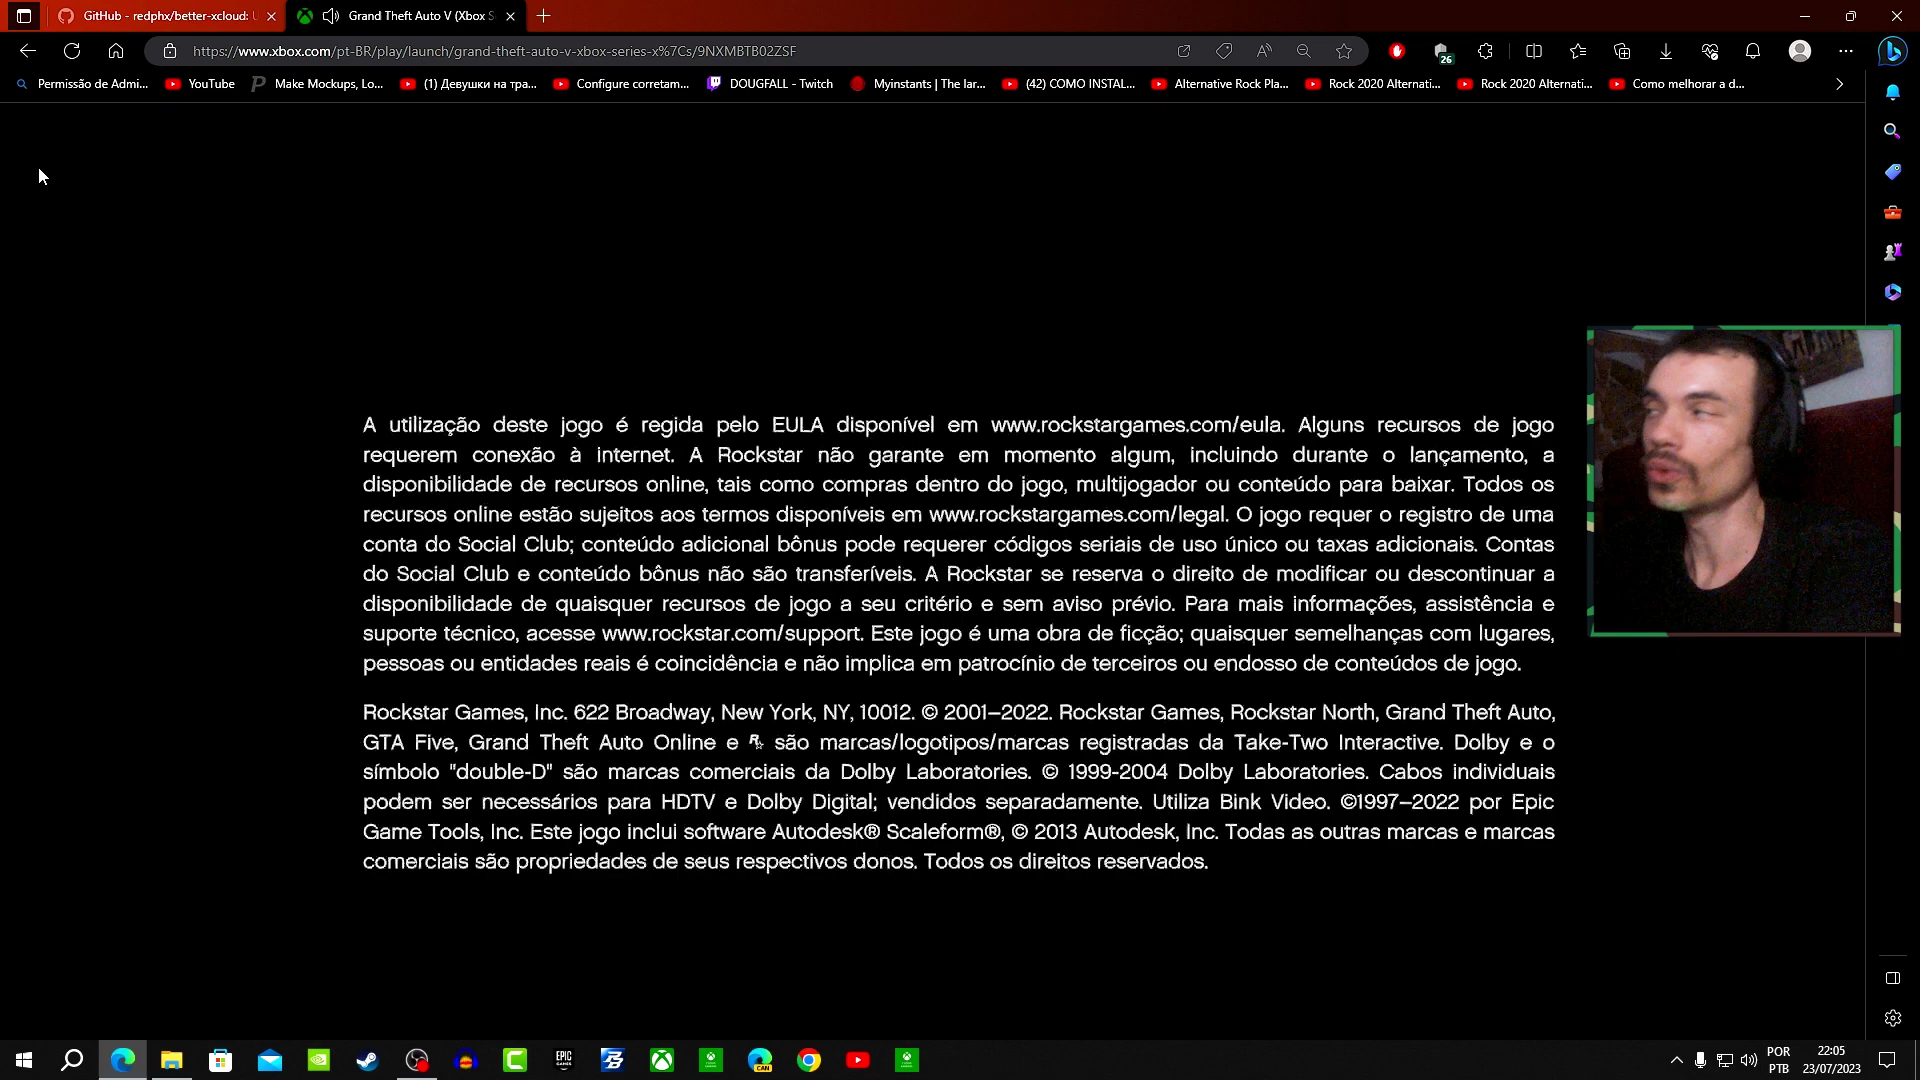 GitHub - redphx/better-xcloud: U
Grand Theft Auto V (Xbox S
https://www.xbox.com/pt-BR/play/launch/grand-theft-auto-v-xbox-series-x%7Cs/9NXMBTB02ZSF
26
Permissão de Admi...
YouTube
Make Mockups, Lo...
(1) Девушки на тра...
Configure corretam...
DOUGFALL - Twitch
Myinstants | The lar...
(42) COMO INSTAL...
Alternative Rock Pla...
Rock 2020 Alternati...
Rock 2020 Alternati...
Como melhorar a d...
A utilização deste jogo é regida pelo EULA disponível em www.rockstargames.com/eula. Alguns recursos de jogo
requerem conexão à internet. A Rockstar não garante em momento algum, incluindo durante o lançamento, a
disponibilidade de recursos online, tais como compras dentro do jogo, multijogador ou conteúdo para baixar. Todos os
recursos online estão sujeitos aos termos disponíveis em www.rockstargames.com/legal. O jogo requer o registro de uma
conta do Social Club; conteúdo adicional bônus pode requerer códigos seriais de uso único ou taxas adicionais. Contas
do Social Club e conteúdo bônus não são transferíveis. A Rockstar se reserva o direito de modificar ou descontinuar a
disponibilidade de quaisquer recursos de jogo a seu critério e sem aviso prévio. Para mais informações, assistência e
suporte técnico, acesse www.rockstar.com/support. Este jogo é uma obra de ficção; quaisquer semelhanças com lugares,
pessoas ou entidades reais é coincidência e não implica em patrocínio de terceiros ou endosso de conteúdos de jogo.
Rockstar Games, Inc. 622 Broadway, New York, NY, 10012. © 2001–2022. Rockstar Games, Rockstar North, Grand Theft Auto,
GTA Five, Grand Theft Auto Online e R são marcas/logotipos/marcas registradas da Take-Two Interactive. Dolby e o
símbolo "double-D" são marcas comerciais da Dolby Laboratories. © 1999-2004 Dolby Laboratories. Cabos individuais
podem ser necessários para HDTV e Dolby Digital; vendidos separadamente. Utiliza Bink Video. ©1997–2022 por Epic
Game Tools, Inc. Este jogo inclui software Autodesk® Scaleform®, © 2013 Autodesk, Inc. Todas as outras marcas e marcas
comerciais são propriedades de seus respectivos donos. Todos os direitos reservados.
EPIC
GAMES
CAN
POR
PTB
22:05
23/07/2023